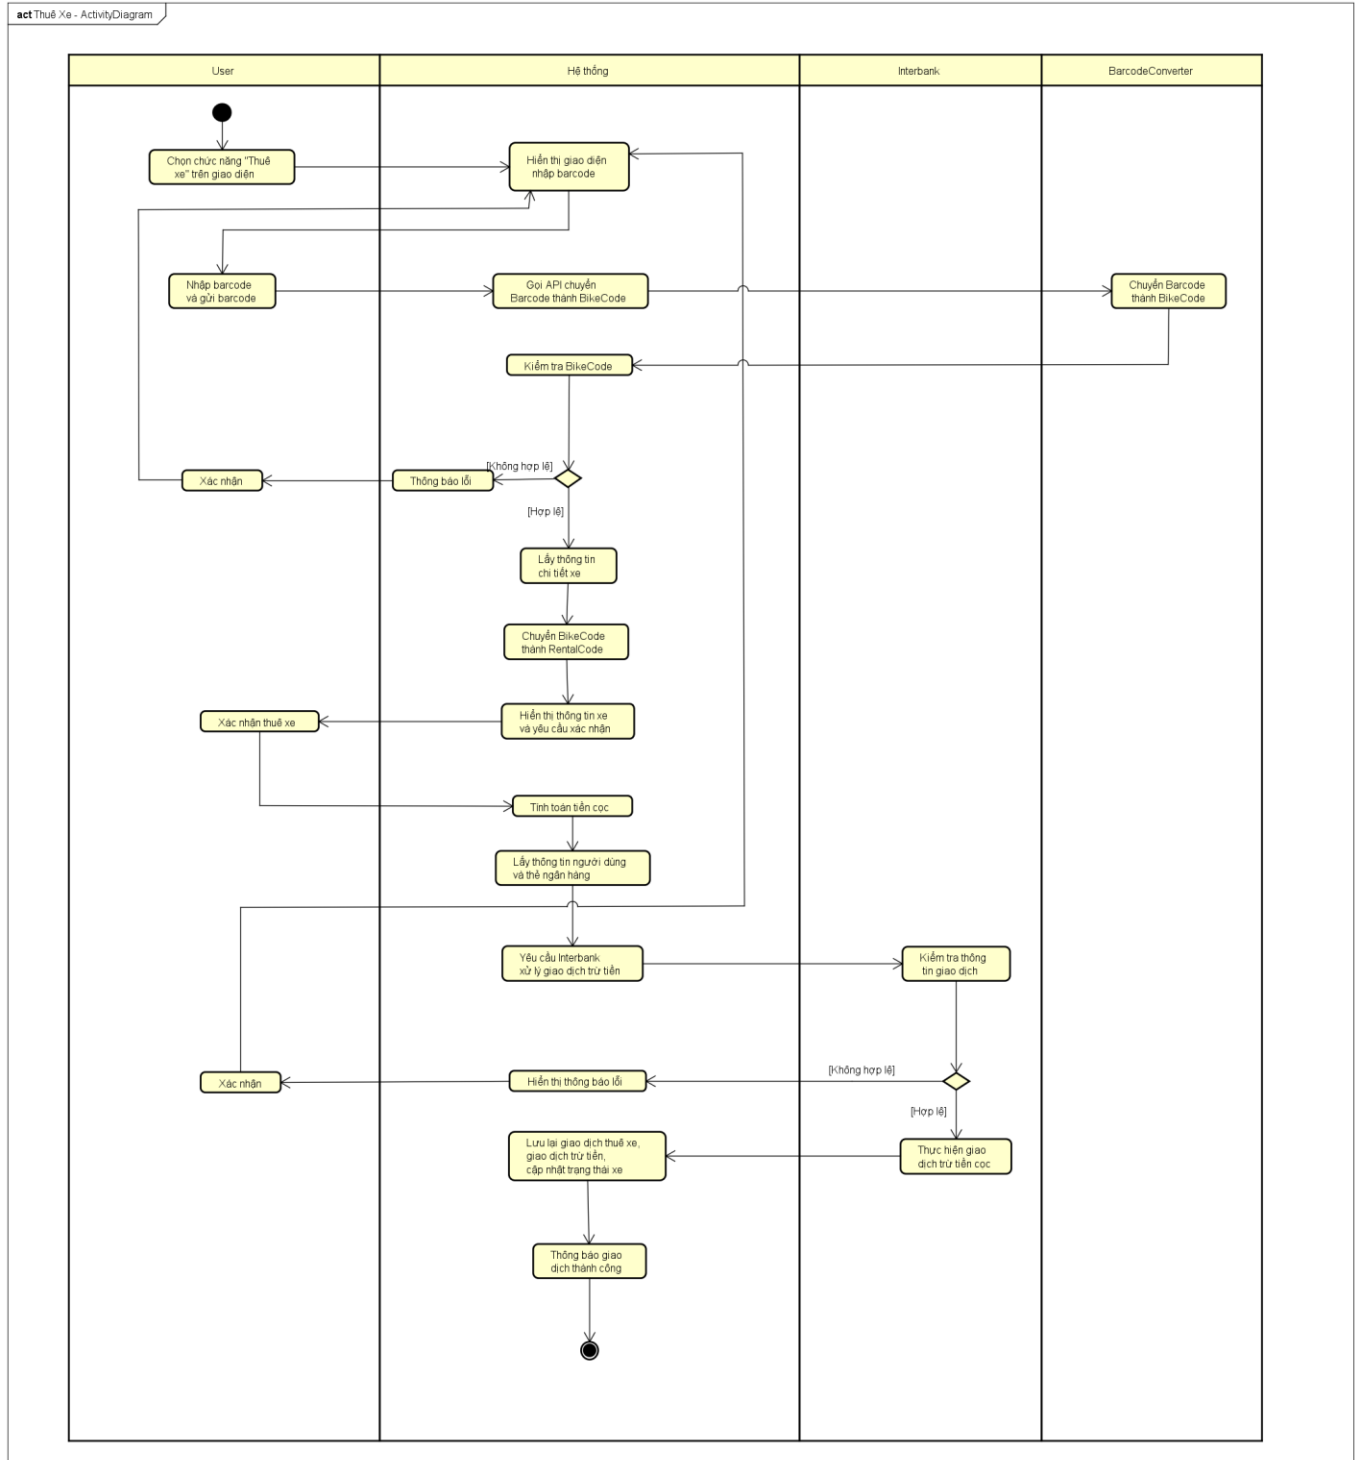 act Thuê Xe - ActivityDiagram
User
Hệ thống
Interbank
BarcodeConverter
Chọn chức năng "Thuê
xe" trên giao diện
Hiển thị giao diện
nhập barcode
Nhập barcode
và gửi barcode
Gọi API chuyển
Barcode thành BikeCode
Chuyển Barcode
thành BikeCode
Kiểm tra BikeCode
[Không hợp lệ]
Xác nhận
Thông báo lỗi
[Hợp lệ]
Lấy thông tin
chi tiết xe
Chuyển BikeCode
thành RentalCode
Xác nhận thuê xe
Hiển thị thông tin xe
và yêu cầu xác nhận
Tính toán tiền cọc
Lấy thông tin người dùng
và thẻ ngân hàng
Yêu cầu Interbank
xử lý giao dịch trừ tiền
Kiểm tra thông
tin giao dịch
[Không hợp lệ]
Xác nhận
Hiển thị thông báo lỗi
[Hợp lệ]
Lưu lại giao dịch thuê xe,
giao dịch trừ tiền,
cập nhật trạng thái xe
Thực hiện giao
dịch trừ tiền cọc
Thông báo giao
dịch thành công